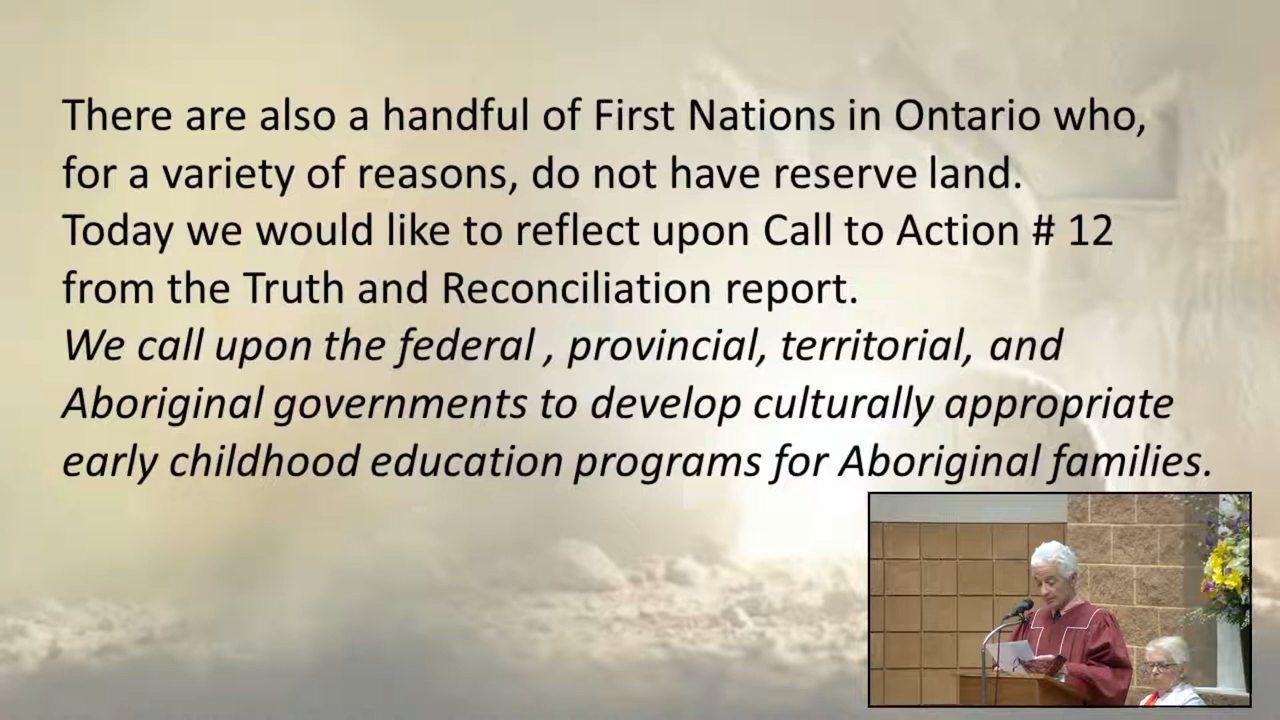 There are also a handful of First Nations in Ontario who,
for a variety of reasons, do not have reserve land.
Today we would like to reflect upon Call to Action # 12
from the Truth and Reconciliation report.
We call upon the federal , provincial, territorial, and
Aboriginal governments to develop culturally appropriate
early childhood education programs for Aboriginal families.